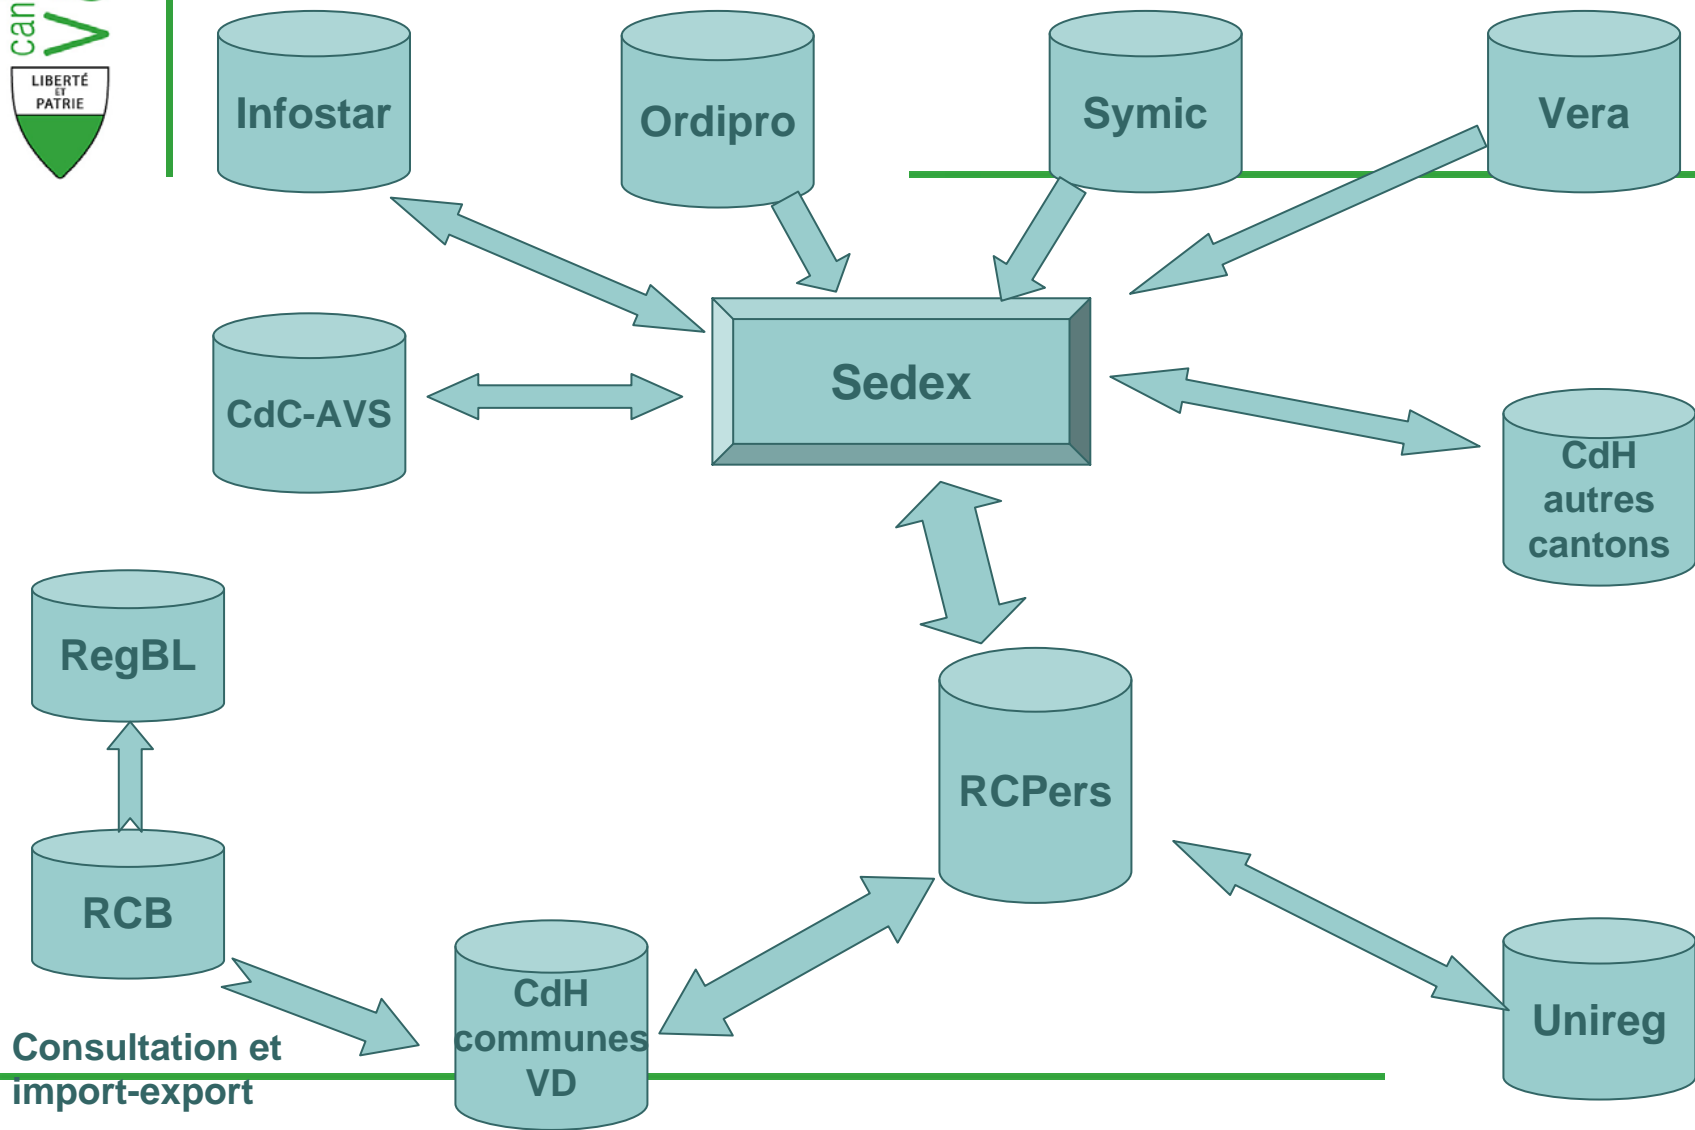 can
LIBERTÉ
ET
PATRIE
Infostar
Ordipro
Symic
Vera
Sedex
CdC-AVS
CdH
autres
cantons
RegBL
RCPers
RCB
CdH
communes
VD
Unireg
Consultation et
import-export